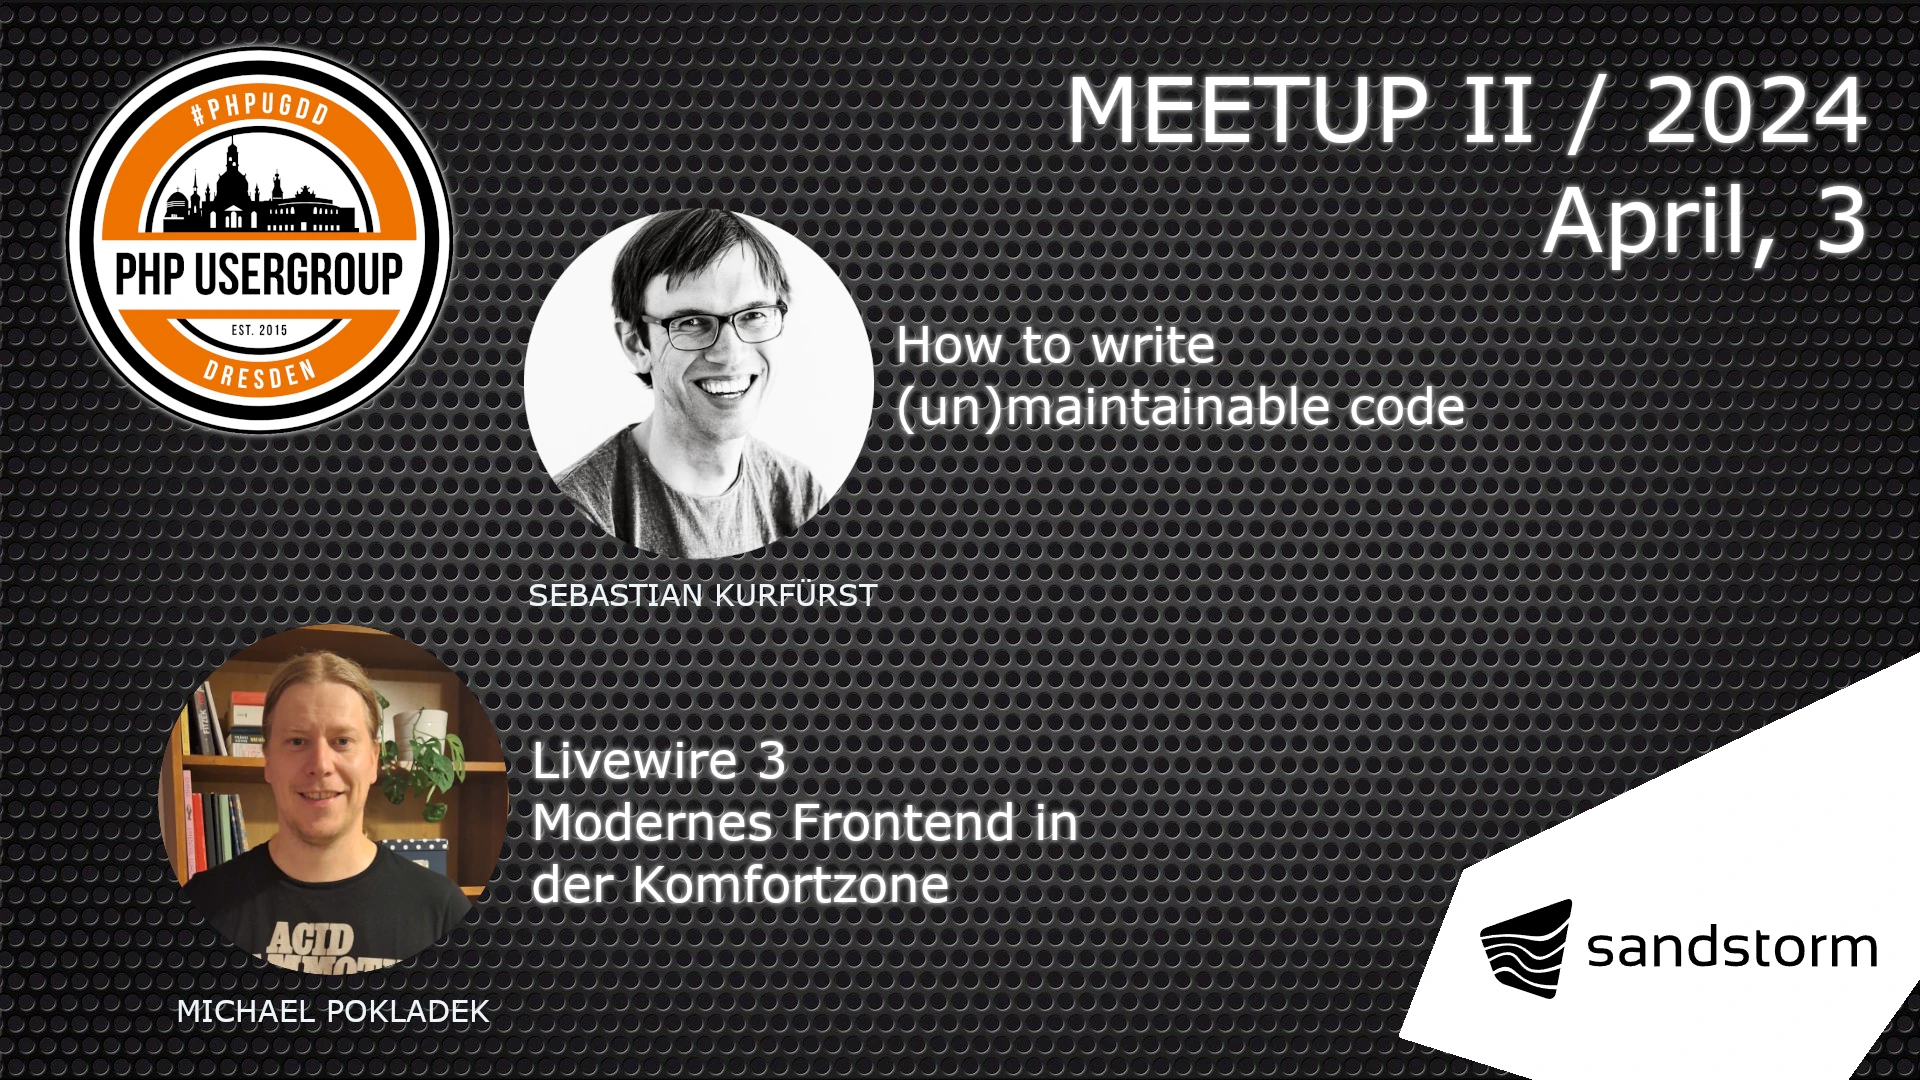 #PHPUGDD
PHP USERGROUP
EST. 2015
DRESDEN
MEETUP II / 2024
April, 3
How to write
(un)maintainable code
SEBASTIAN KURFÜRST
FITZEK
Livewire 3
Modernes Frontend in
der Komfortzone
ACID
MICHAEL POKLADEK
sandstorm